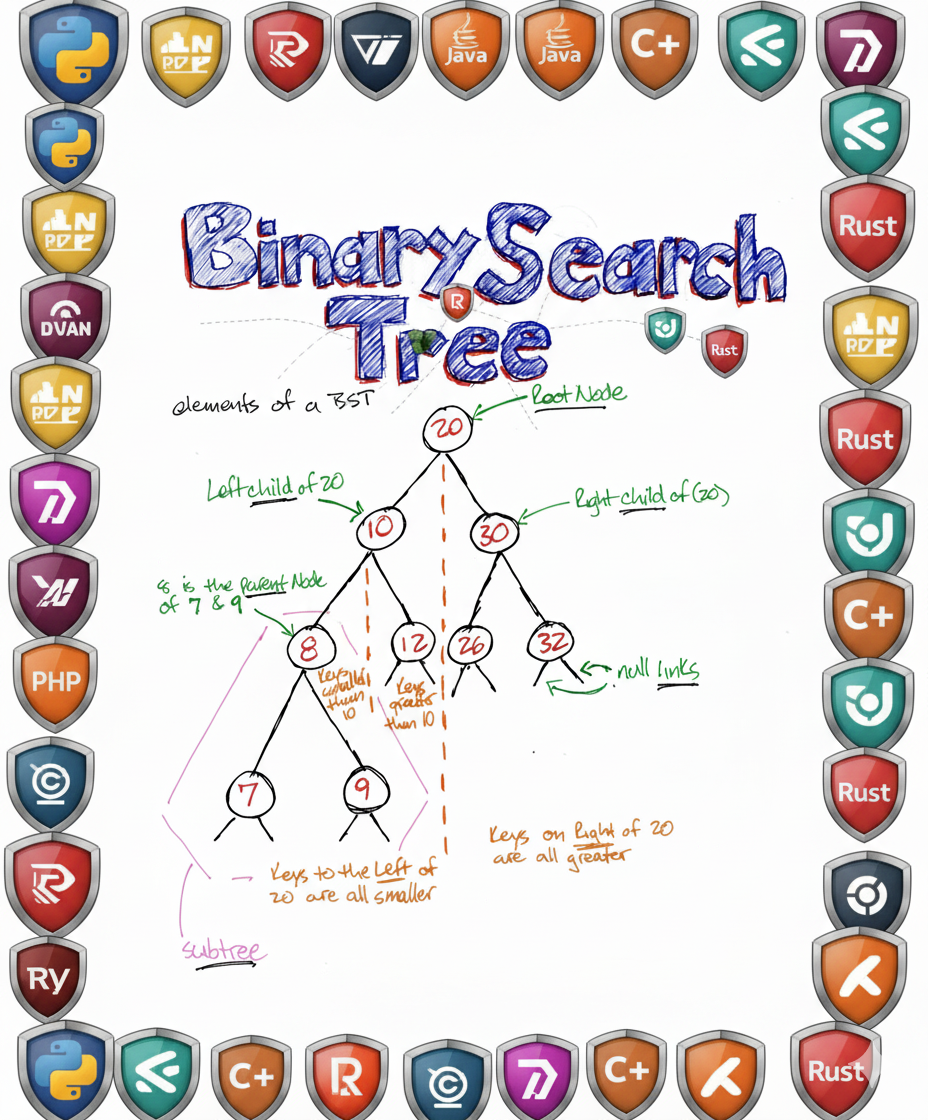 Java
Java
C+
Rust
DVAN
Rust
C+
PHP
Rust
Ry
C+
C+
Rust
Binary Search
Tree
R
Rust
elements of a BST
Root Node
20
Left child of 20
Right child of (20)
10
30
8 is the parent Node
of 7 & 9
8
12
26
32
null links
Keys
smaller
than
10
Keys
greater
than 10
7
9
Keys on Right of 20
are all greater
Keys to the Left of
20 are all smaller
subtree